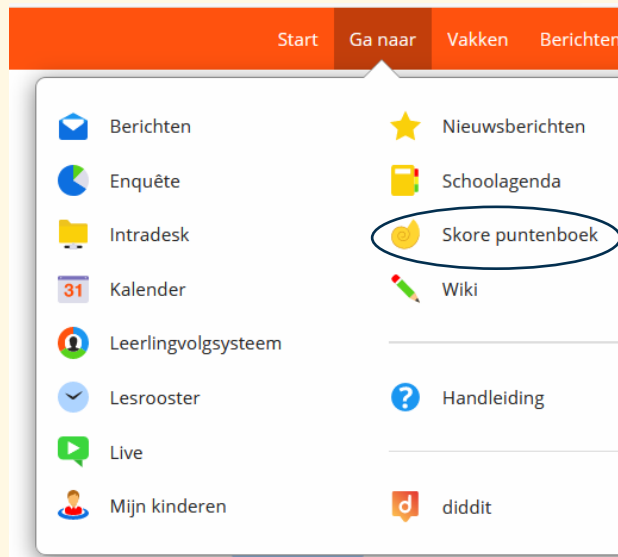 Start Ga naar Vakken Berichten
Berichten
Enquête
Intradesk
31 Kalender
Leerlingvolgsysteem
Lesrooster
Live
Mijn kinderen
Nieuwsberichten
Schoolagenda
Skore puntenboek
Wiki
? Handleiding
d diddit